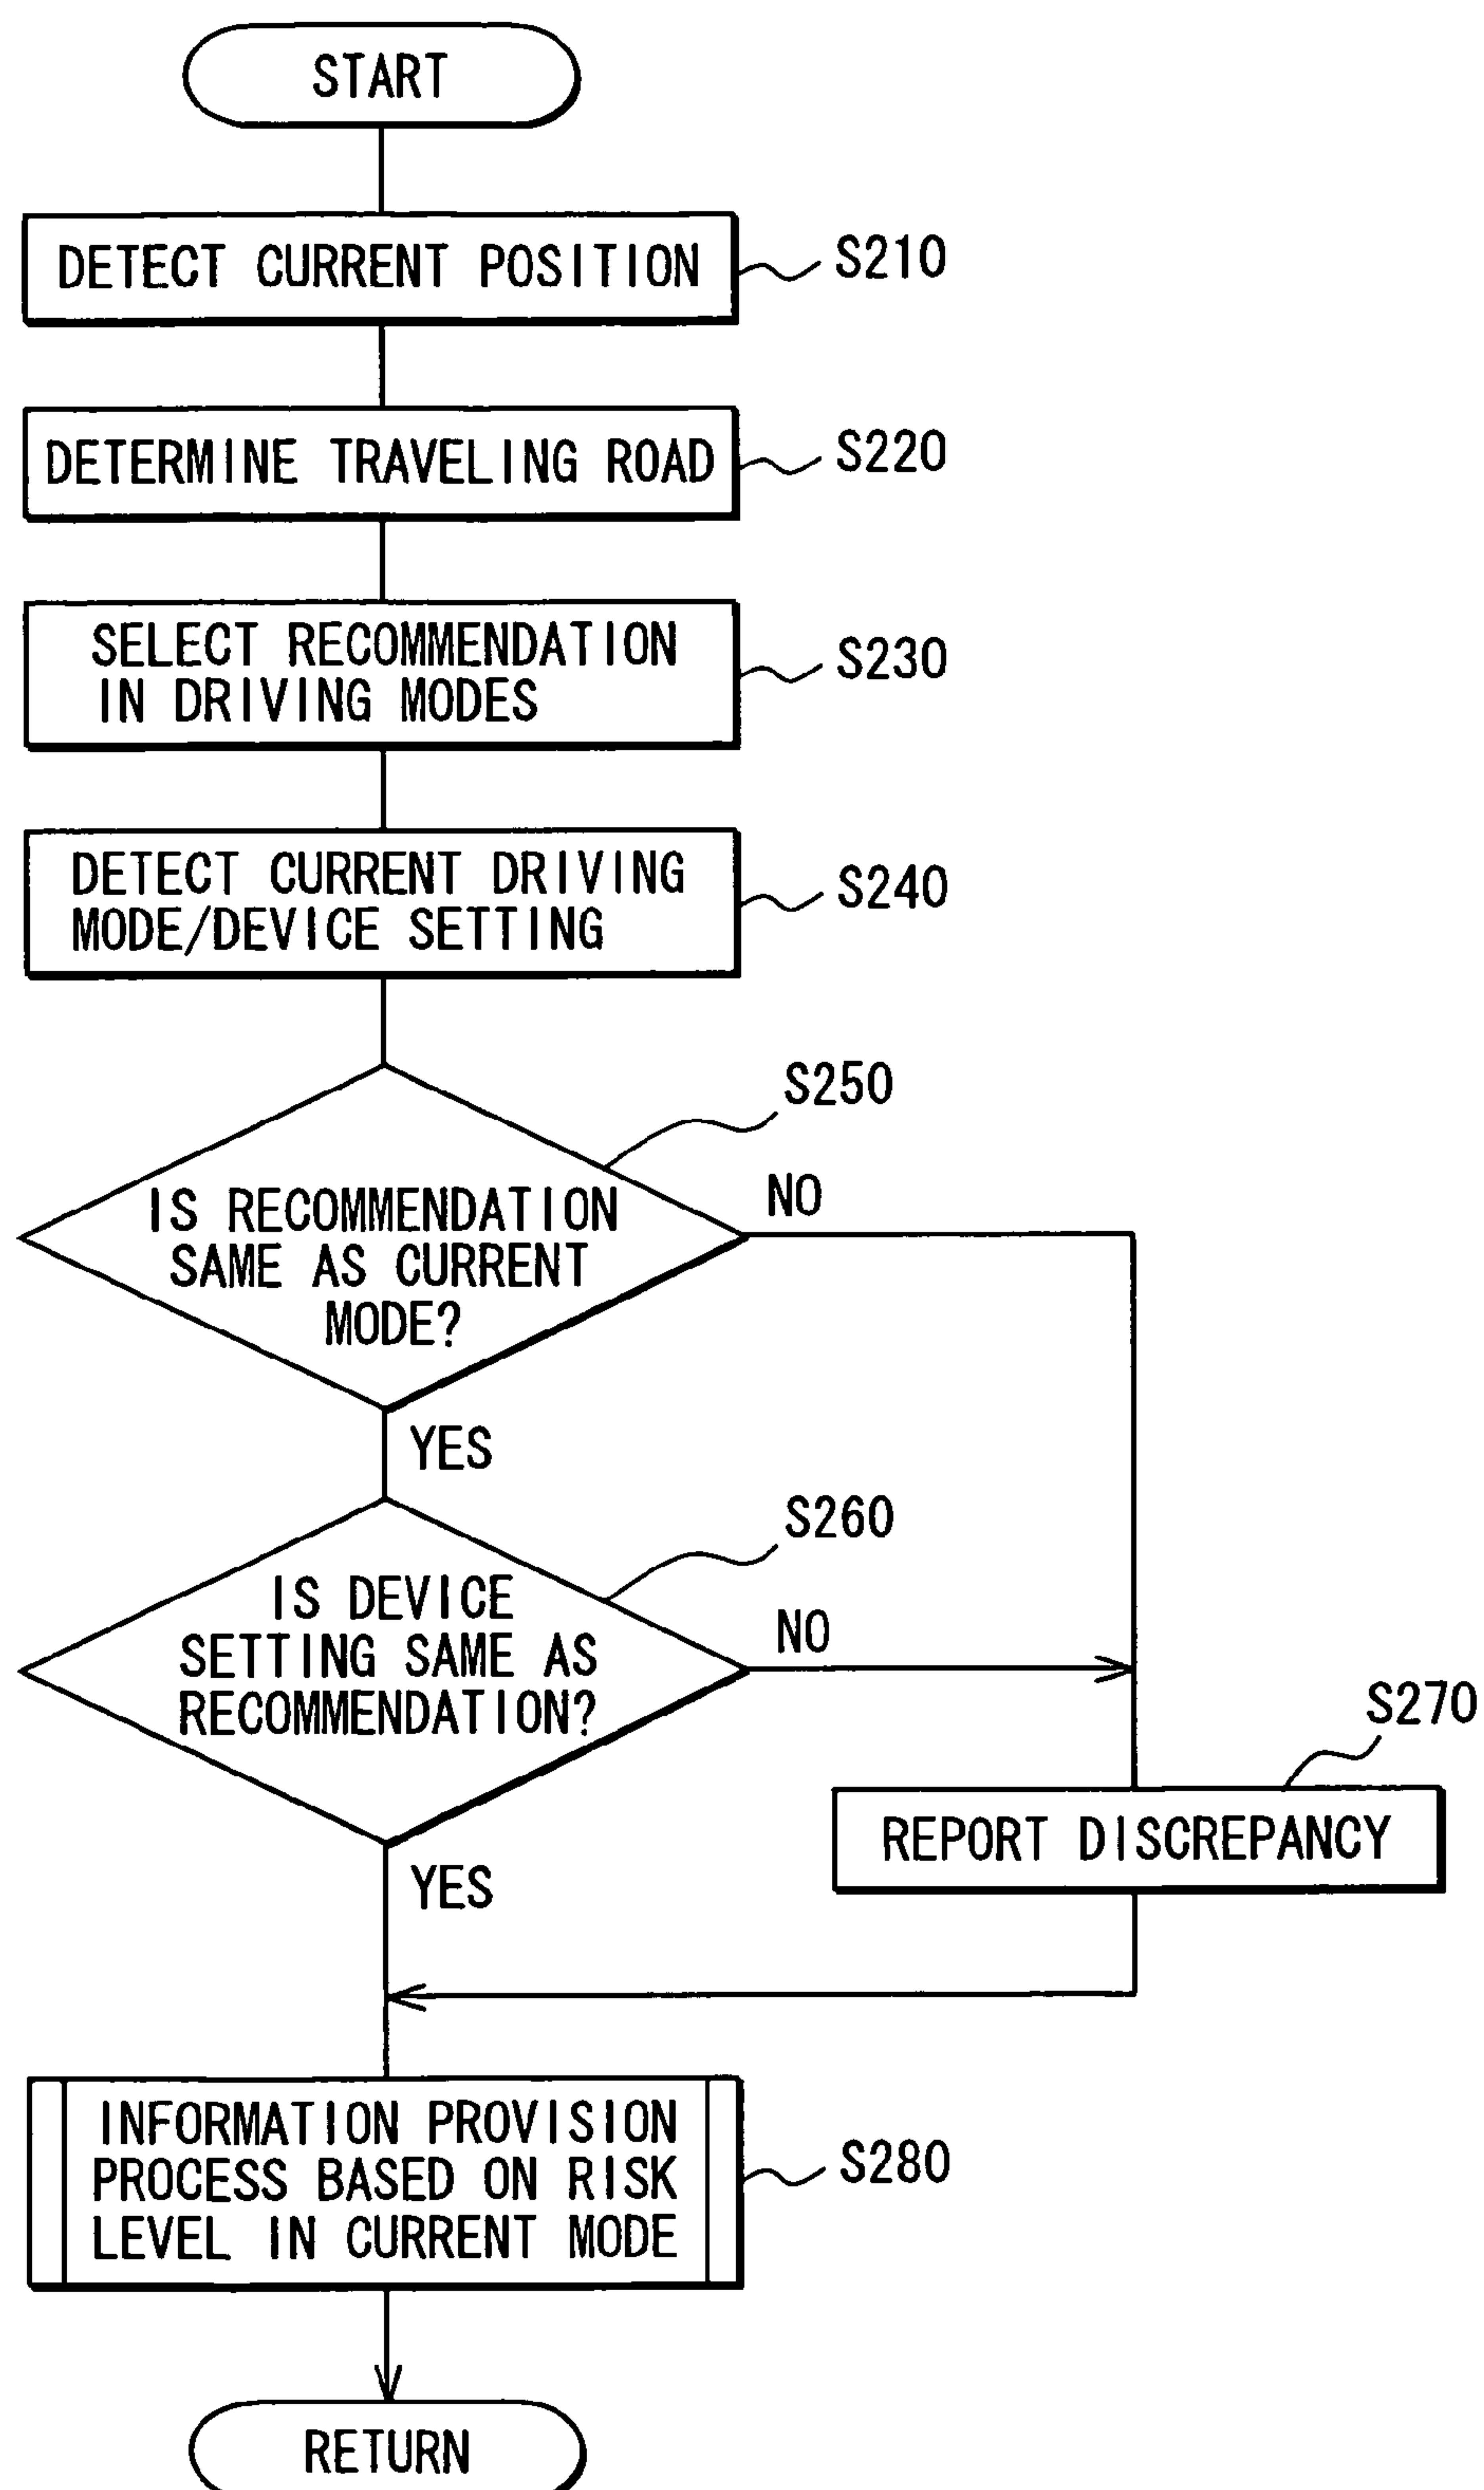 START
DETECT CURRENT POSITION
S210
DETERMINE TRAVELING ROAD
S220
SELECT RECOMMENDATION
IN DRIVING MODES
S230
DETECT CURRENT DRIVING
MODE/DEVICE SETTING
S240
S250
IS RECOMMENDATION
SAME AS CURRENT
MODE?
NO
YES
S260
IS DEVICE
SETTING SAME AS
RECOMMENDATION?
NO
S270
REPORT DISCREPANCY
YES
INFORMATION PROVISION
PROCESS BASED ON RISK
LEVEL IN CURRENT MODE
S280
RETURN